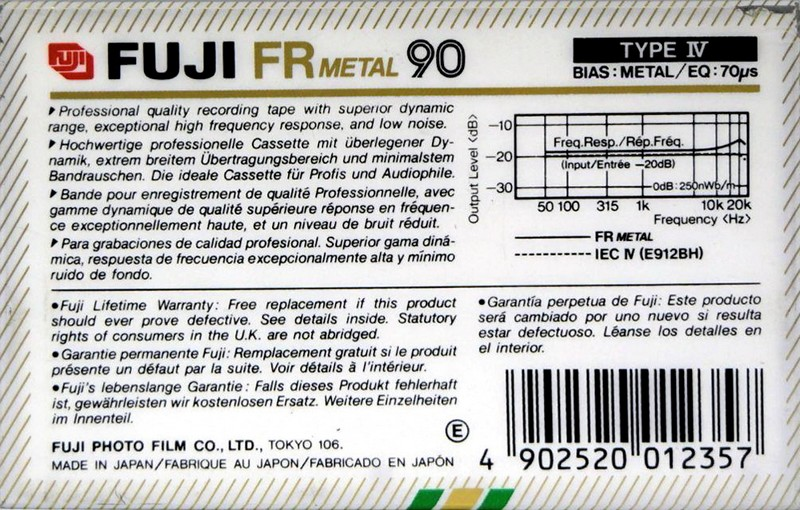 FUJI FUJI FR METAL 90
TYPE IV
BIAS: METAL/EQ: 70µs
Professional quality recording tape with superior dynamic
range, exceptional high frequency response, and low noise.
Hochwertige professionelle Cassette mit überlegener Dy-
namik, extrem breitem Übertragungsbereich und minimalstem
Bandrauschen. Die ideale Cassette für Profis und Audiophile.
Bande pour enregistrement de qualité Professionnelle, avec
gamme dynamique de qualité supérieure réponse en fréquen-
ce exceptionnellement haute, et un niveau de bruit réduit.
Para grabaciones de calidad profesional. Superior gama diná-
mica, respuesta de frecuencia excepcionalmente alta y mínimo
ruido de fondo.
Output Level <dB>
−10
−20
−30
Freq.Resp./Rép.Fréq.
(Input/Entrée −20dB)
0dB: 250nWb/m
50 100 315 1k 10k 20k
Frequency <Hz>
FR METAL
IEC IV (E912BH)
•Fuji Lifetime Warranty: Free replacement if this product
should ever prove defective. See details inside. Statutory
rights of consumers in the U.K. are not abridged.
•Garantie permanente Fuji: Remplacement gratuit si le produit
présente un défaut par la suite. Voir détails à l'intérieur.
•Fuji's lebenslange Garantie: Falls dieses Produkt fehlerhaft
ist, gewährleisten wir kostenlosen Ersatz. Weitere Einzelheiten
im Innenteil.
•Garantía perpetua de Fuji: Este producto
será cambiado por uno nuevo si resulta
estar defectuoso. Léanse los detalles en
el interior.
FUJI PHOTO FILM CO., LTD., TOKYO 106.
MADE IN JAPAN/FABRIQUE AU JAPON/FABRICADO EN JAPÓN
E
4 902520 012357